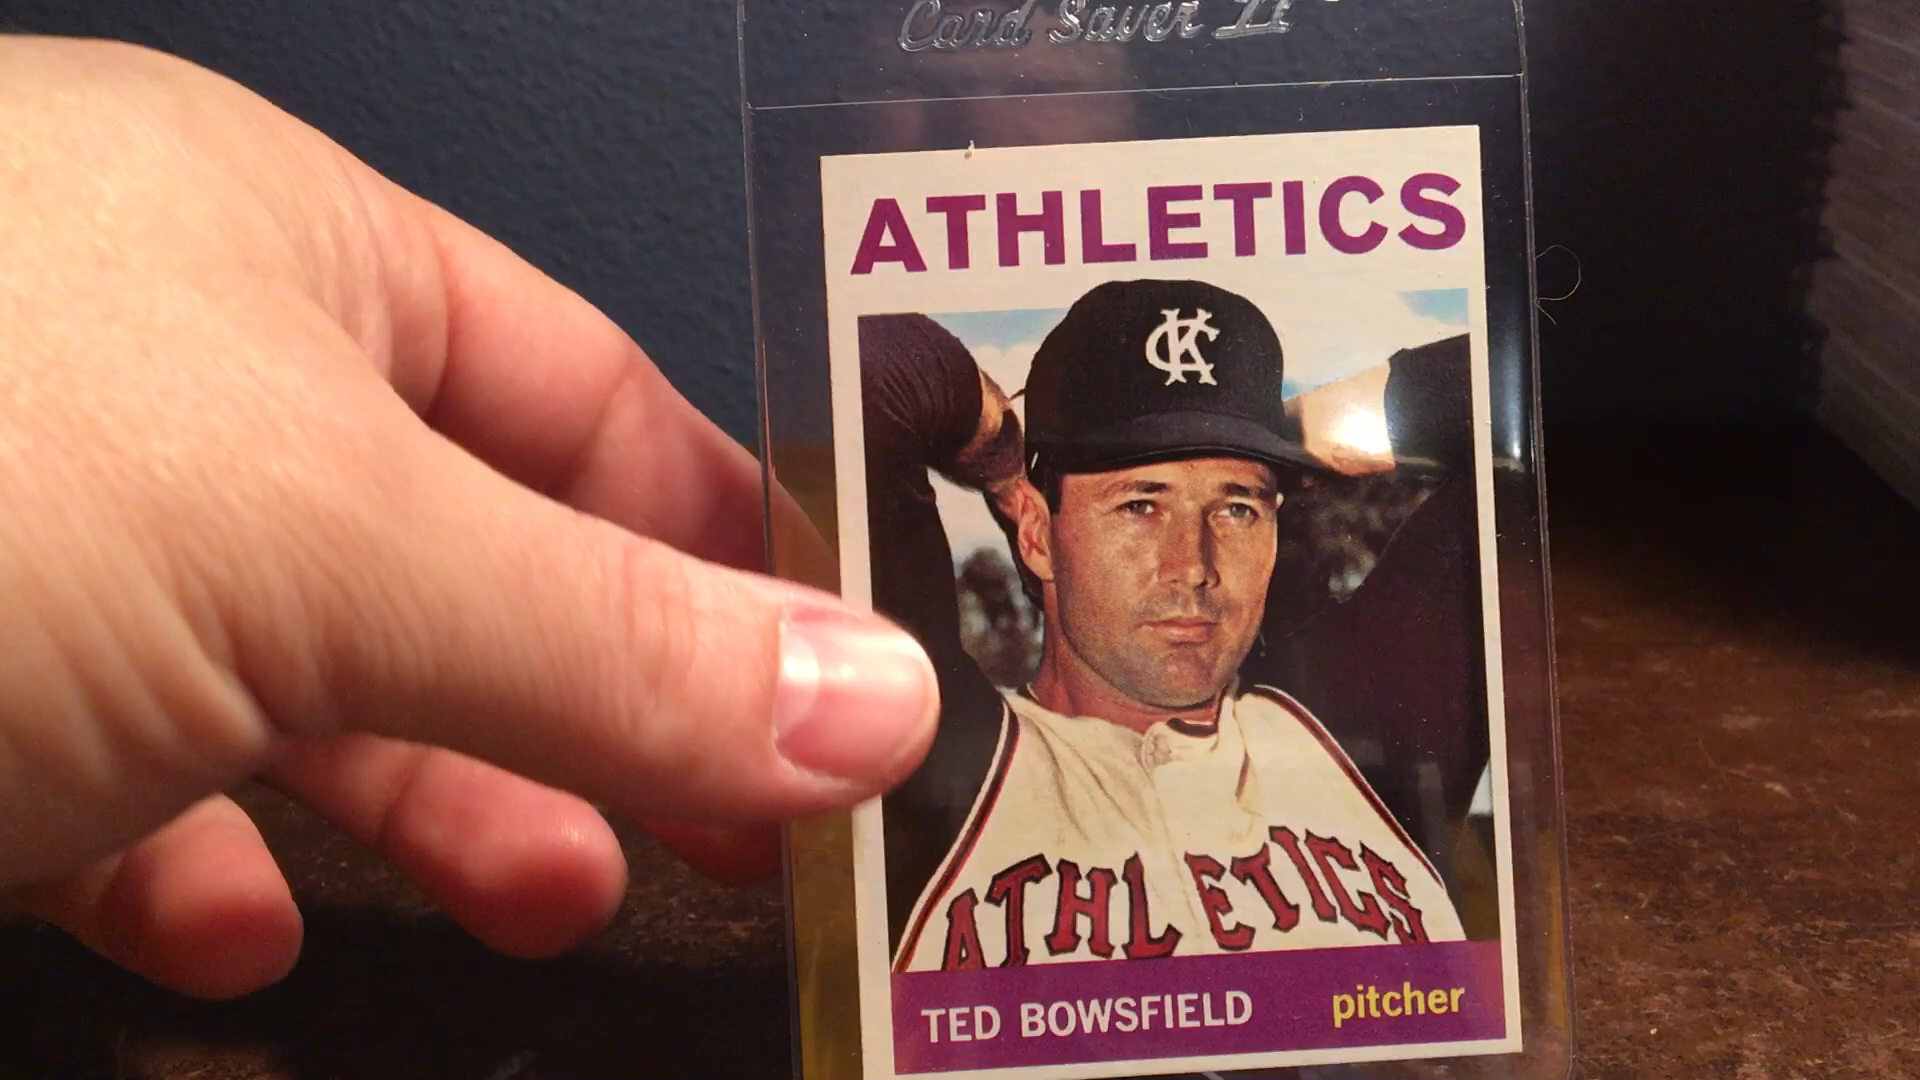 Card Saver II
ATHLETICS
KC
ATHLETICS
TED BOWSFIELD pitcher